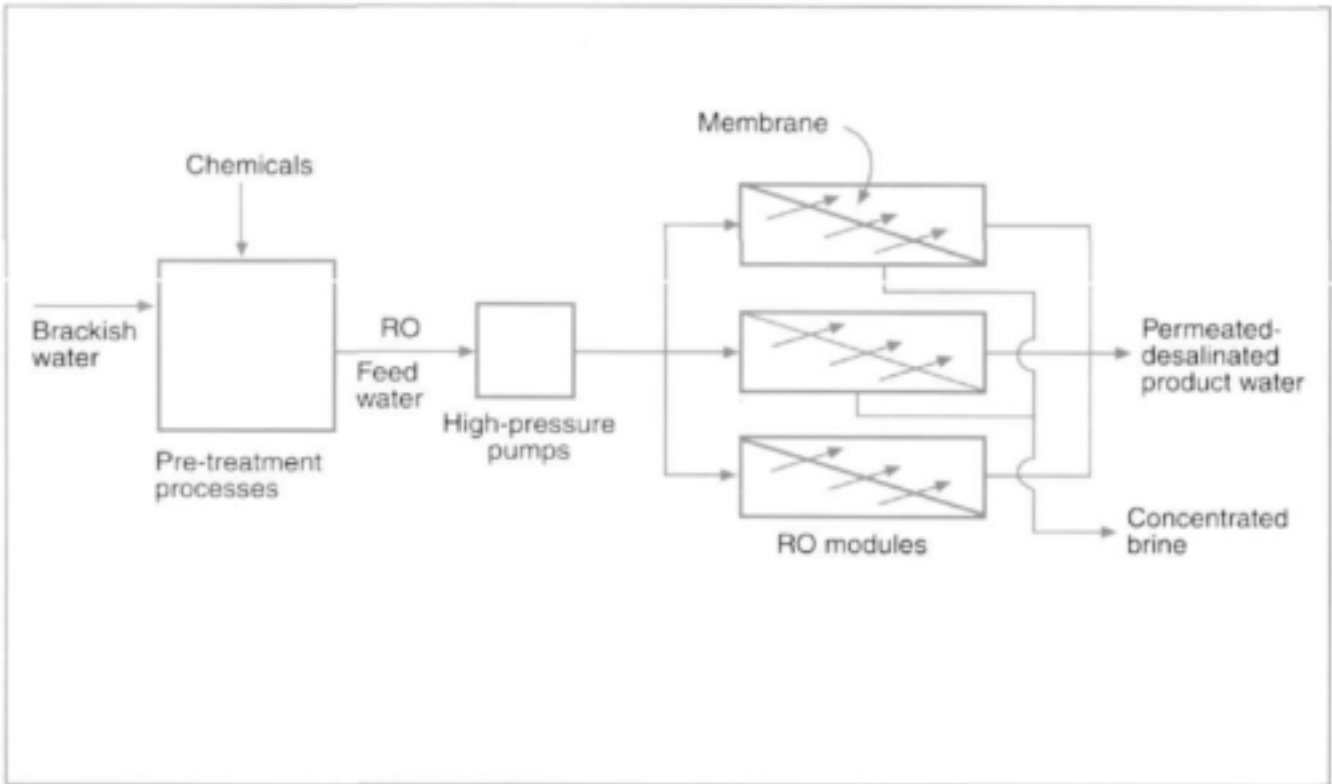 Chemicals
Brackish
water
Pre-treatment
processes
RO
Feed
water
High-pressure
pumps
Membrane
RO modules
Permeated-
desalinated
product water
Concentrated
brine